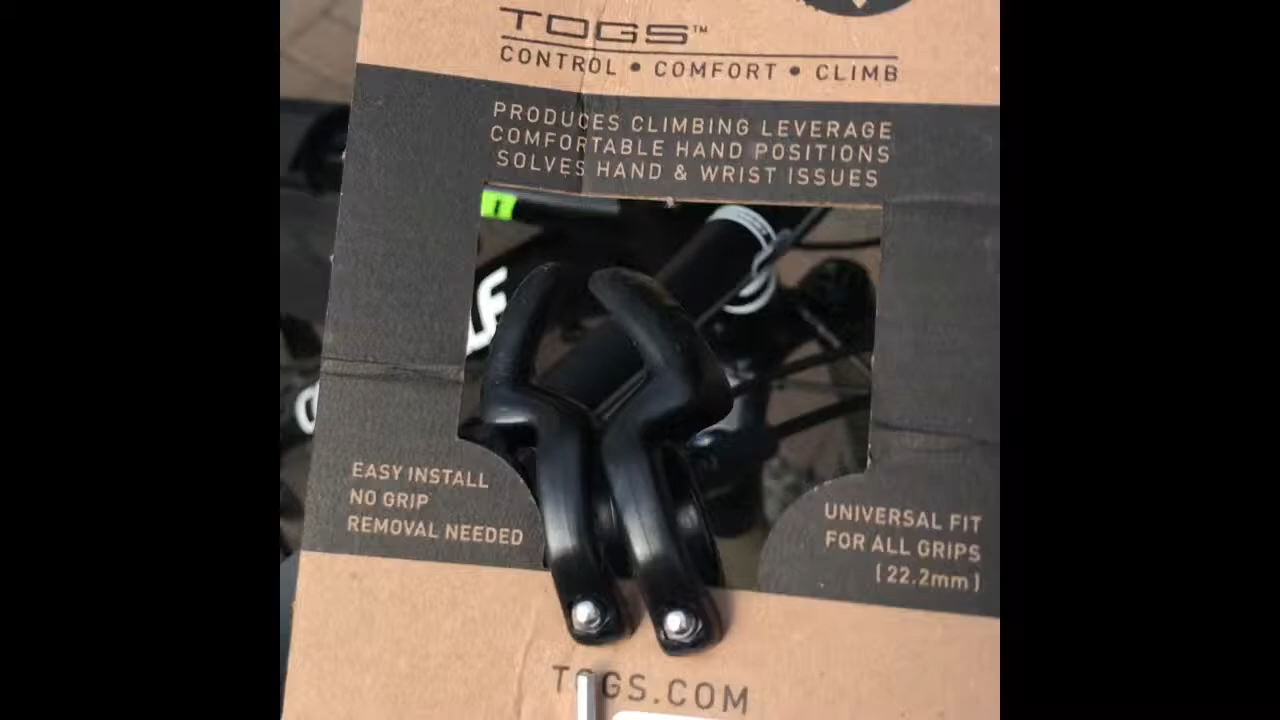 TOGS™
CONTROL • COMFORT • CLIMB
PRODUCES CLIMBING LEVERAGE
COMFORTABLE HAND POSITIONS
SOLVES HAND & WRIST ISSUES
EASY INSTALL
NO GRIP
REMOVAL NEEDED
UNIVERSAL FIT
FOR ALL GRIPS
(22.2mm)
TOGS.COM